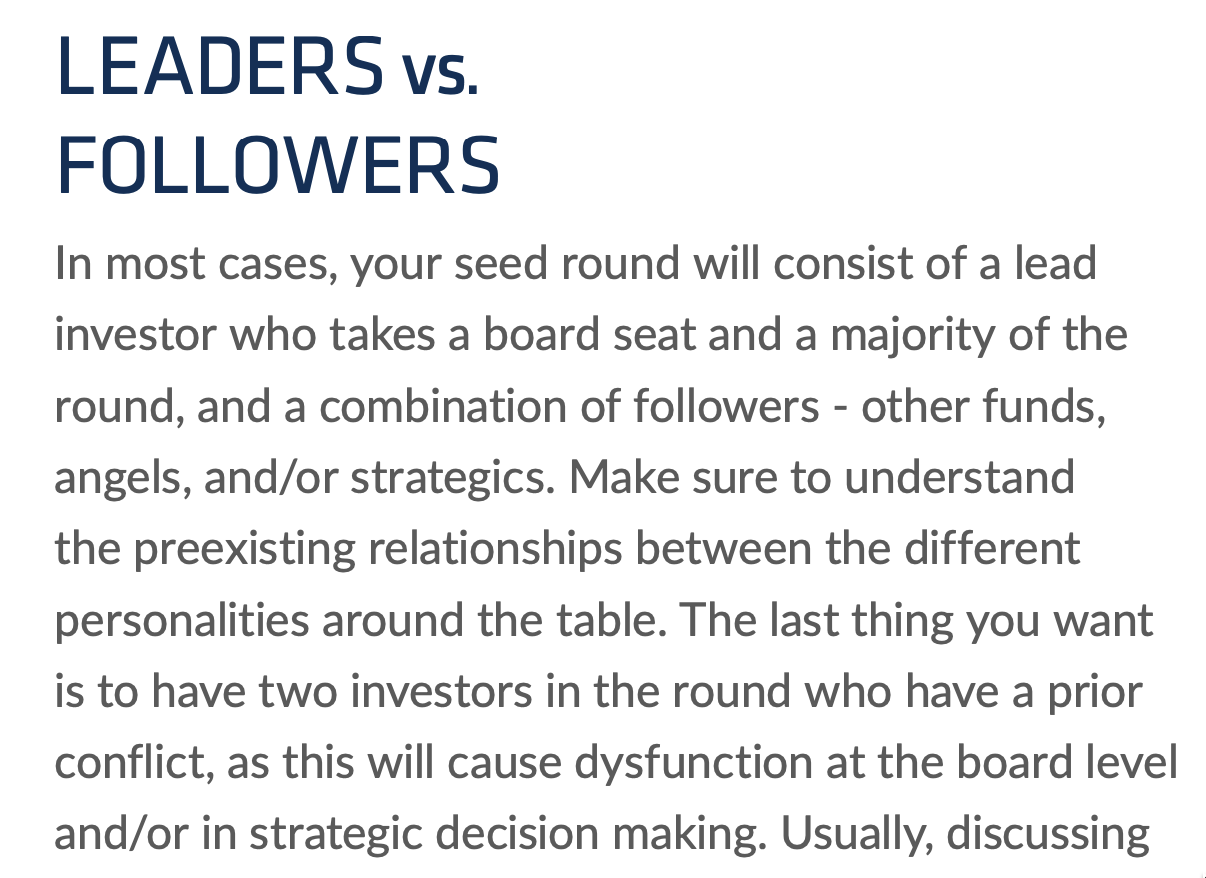 LEADERS vs.
FOLLOWERS
In most cases, your seed round will consist of a lead
investor who takes a board seat and a majority of the
round, and a combination of followers - other funds,
angels, and/or strategics. Make sure to understand
the preexisting relationships between the different
personalities around the table. The last thing you want
is to have two investors in the round who have a prior
conflict, as this will cause dysfunction at the board level
and/or in strategic decision making. Usually, discussing